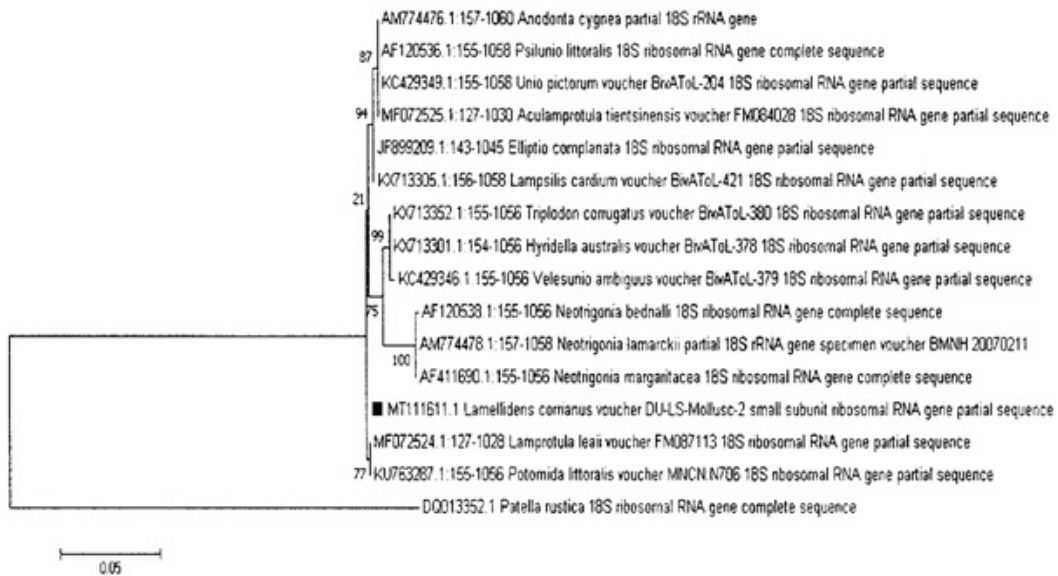 AM774476.1:157-1060 Anodonta cygnea partial 18S rRNA gene
87
AF120536.1:155-1058 Psilunio littoralis 18S ribosomal RNA gene complete sequence
KC429349.1:155-1058 Unio pictorum voucher BivAToL-204 18S ribosomal RNA gene partial sequence
94
MF072525.1:127-1030 Aculamprotula tientsinensis voucher FM084028 18S ribosomal RNA gene partial sequence
JF899209.1:143-1045 Elliptio complanata 18S ribosomal RNA gene partial sequence
KX713305.1:156-1058 Lampsilis cardium voucher BivAToL-421 18S ribosomal RNA gene partial sequence
21
KX713352.1:155-1056 Triplodon corrugatus voucher BivAToL-380 18S ribosomal RNA gene partial sequence
99
KX713301.1:154-1056 Hyridella australis voucher BivAToL-378 18S ribosomal RNA gene partial sequence
KC429346.1:155-1056 Velesunio ambiguus voucher BivAToL-379 18S ribosomal RNA gene partial sequence
75
AF120538.1:155-1056 Neotrigonia bednalli 18S ribosomal RNA gene complete sequence
AM774478.1:157-1058 Neotrigonia lamarckii partial 18S rRNA gene specimen voucher BMNH 20070211
100
AF411690.1:155-1056 Neotrigonia margaritacea 18S ribosomal RNA gene complete sequence
MT111611.1 Lamellidens corrianus voucher DU-LS-Mollusc-2 small subunit ribosomal RNA gene partial sequence
MF072524.1:127-1028 Lamprotula leaii voucher FM087113 18S ribosomal RNA gene partial sequence
77 KU763287.1:155-1056 Potomida littoralis voucher MNCN:N706 18S ribosomal RNA gene partial sequence
DQ013352.1 Patella rustica 18S ribosomal RNA gene complete sequence
0.05